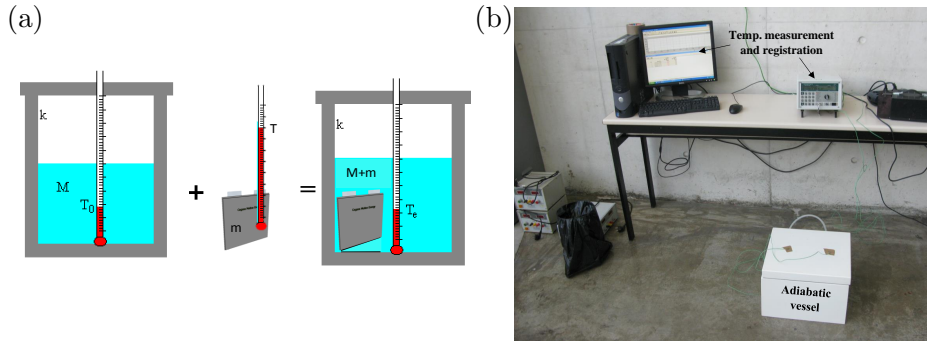 (a)
(b)
k
M
T0
+
T
m
=
k
M+m
Te
Temp. measurement
and registration
Adiabatic
vessel